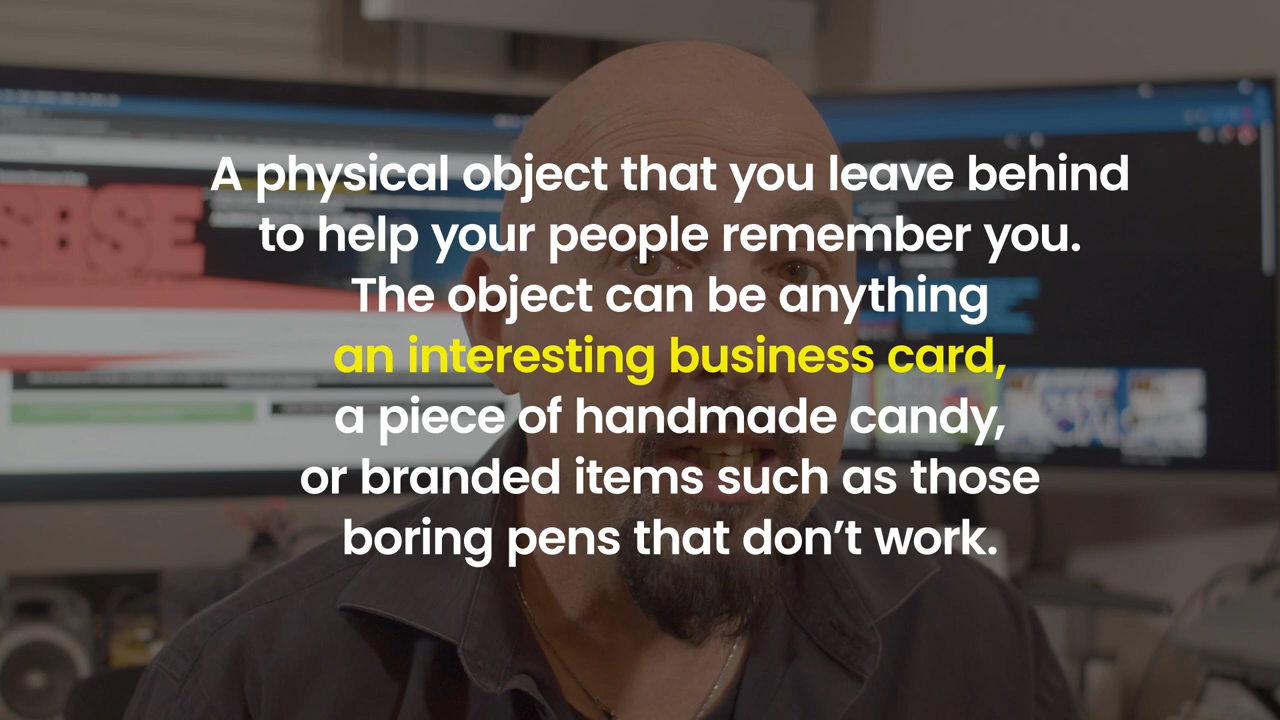 A physical object that you leave behind
to help your people remember you.
The object can be anything
an interesting business card,
a piece of handmade candy,
or branded items such as those
boring pens that don’t work.
SBSE